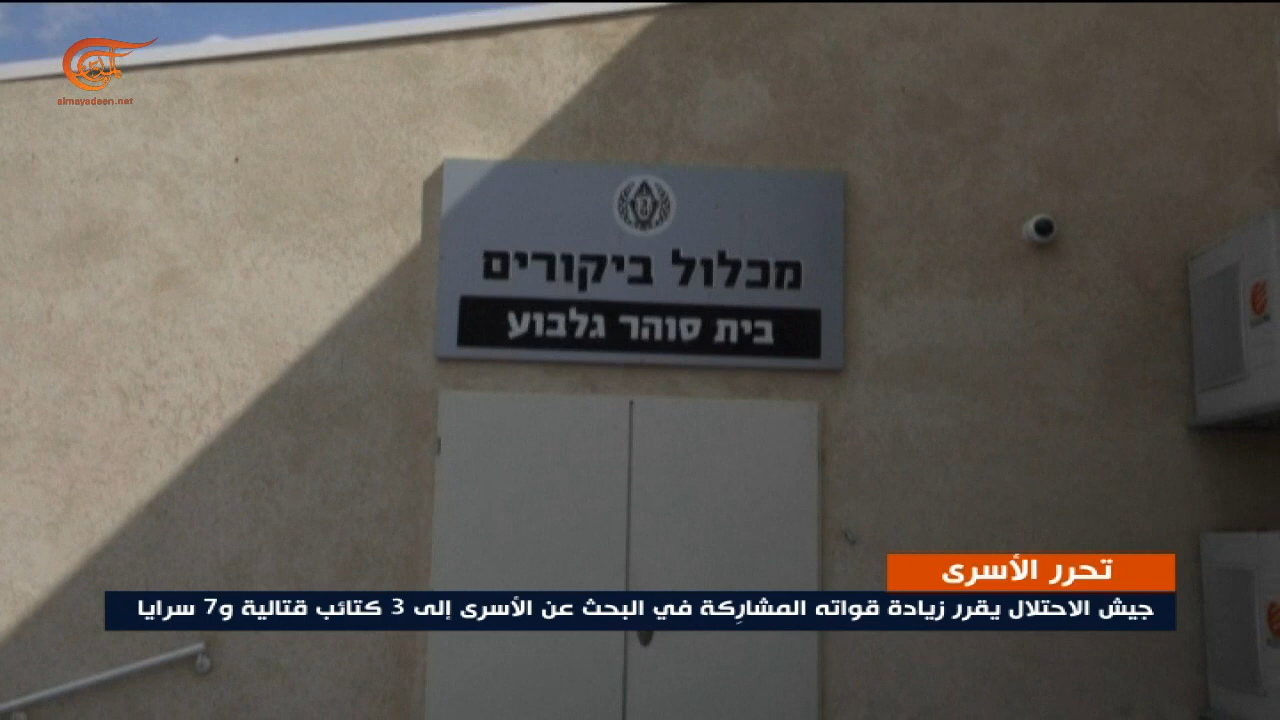 الميادين
almayadeen.net
מכלול ביקורים
בית סוהר גלבוע
تحرر الأسرى
جيش الاحتلال يقرر زيادة قواته المشارِكة في البحث عن الأسرى إلى 3 كتائب قتالية و7 سرايا